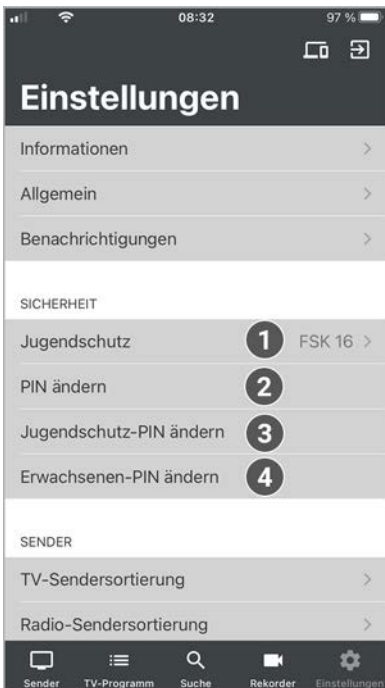 08:32 97 %
Einstellungen
Informationen
Allgemein
Benachrichtigungen
SICHERHEIT
Jugendschutz 1 FSK 16
PIN ändern 2
Jugendschutz-PIN ändern 3
Erwachsenen-PIN ändern 4
SENDER
TV-Sendersortierung
Radio-Sendersortierung
Sender TV-Programm Suche Rekorder Einstellungen